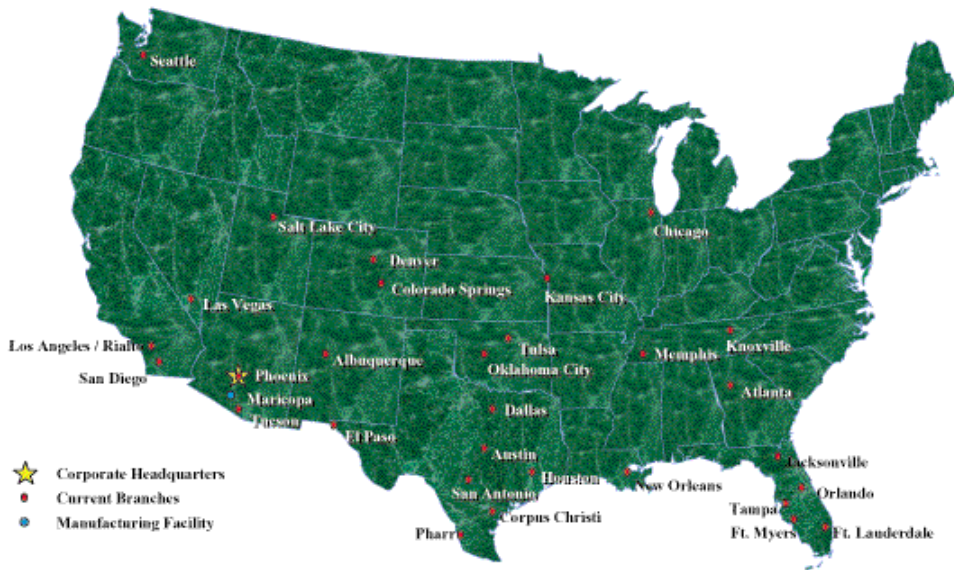 Seattle
Salt Lake City
Chicago
Denver
Colorado Springs
Kansas City
Las Vegas
Los Angeles / Rialto
San Diego
Phoenix
Maricopa
Tucson
Albuquerque
El Paso
Tulsa
Oklahoma City
Memphis
Knoxville
Atlanta
Dallas
Austin
Houston
San Antonio
Corpus Christi
Pharr
New Orleans
Jacksonville
Orlando
Tampa
Ft. Myers
Ft. Lauderdale
Corporate Headquarters
Current Branches
Manufacturing Facility